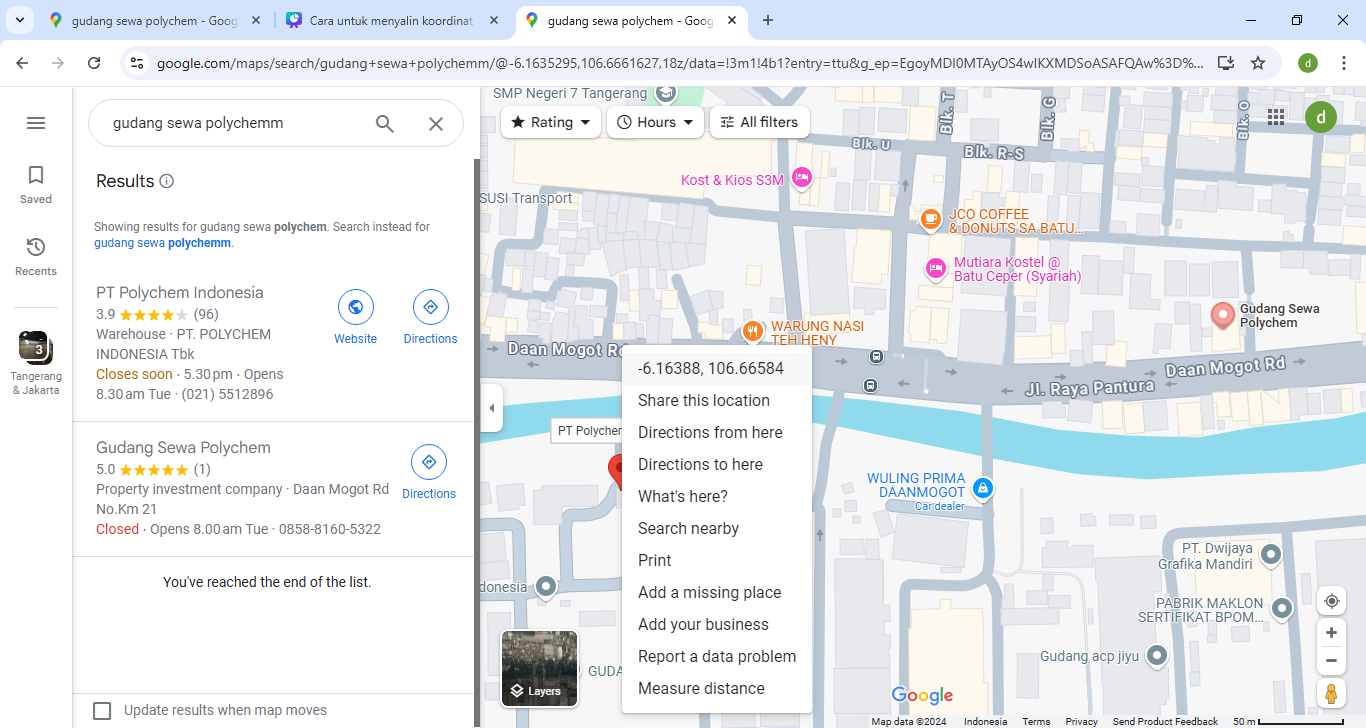 gudang sewa polychem - Goog
Cara untuk menyalin koordinat
gudang sewa polychem - Goog
google.com/maps/search/gudang+sewa+polychemm/@-6.1635295,106.6661627,18z/data=!3m1!4b1?entry=ttu&g_ep=EgoyMDI0MTAyOS4wIKXMDSoASAFQAw%3D%...
d
gudang sewa polychemm
Saved
Recents
3
Tangerang
& Jakarta
Results
Showing results for gudang sewa polychem. Search instead for
gudang sewa polychemm.
PT Polychem Indonesia
3.9 (96)
Warehouse · PT. POLYCHEM
INDONESIA Tbk
Closes soon · 5.30 pm · Opens
8.30 am Tue · (021) 5512896
Website
Directions
Gudang Sewa Polychem
5.0 (1)
Property investment company · Daan Mogot Rd
No.Km 21
Closed · Opens 8.00 am Tue · 0858-8160-5322
Directions
You've reached the end of the list.
Update results when map moves
SMP Negeri 7 Tangerang
Rating
Hours
All filters
d
Blk. T
Blk. G
Blk. O
Blk. U
Blk. R-S
Kost & Kios S3M
SUSI Transport
JCO COFFEE
& DONUTS SA BATU...
Mutiara Kostel @
Batu Ceper (Syariah)
Gudang Sewa
Polychem
WARUNG NASI
TEH HENY
Daan Mogot Rd
Daan Mogot Rd
Jl. Raya Pantura
PT Polychem
-6.16388, 106.66584
Share this location
Directions from here
Directions to here
What's here?
Search nearby
Print
Add a missing place
Add your business
Report a data problem
Measure distance
WULING PRIMA
DAANMOGOT
Car dealer
PT. Dwijaya
Grafika Mandiri
PABRIK MAKLON
SERTIFIKAT BPOM...
Gudang acp jiyu
donesia
GUDA
Layers
Google
Map data ©2024 Indonesia Terms Privacy Send Product Feedback 50 m